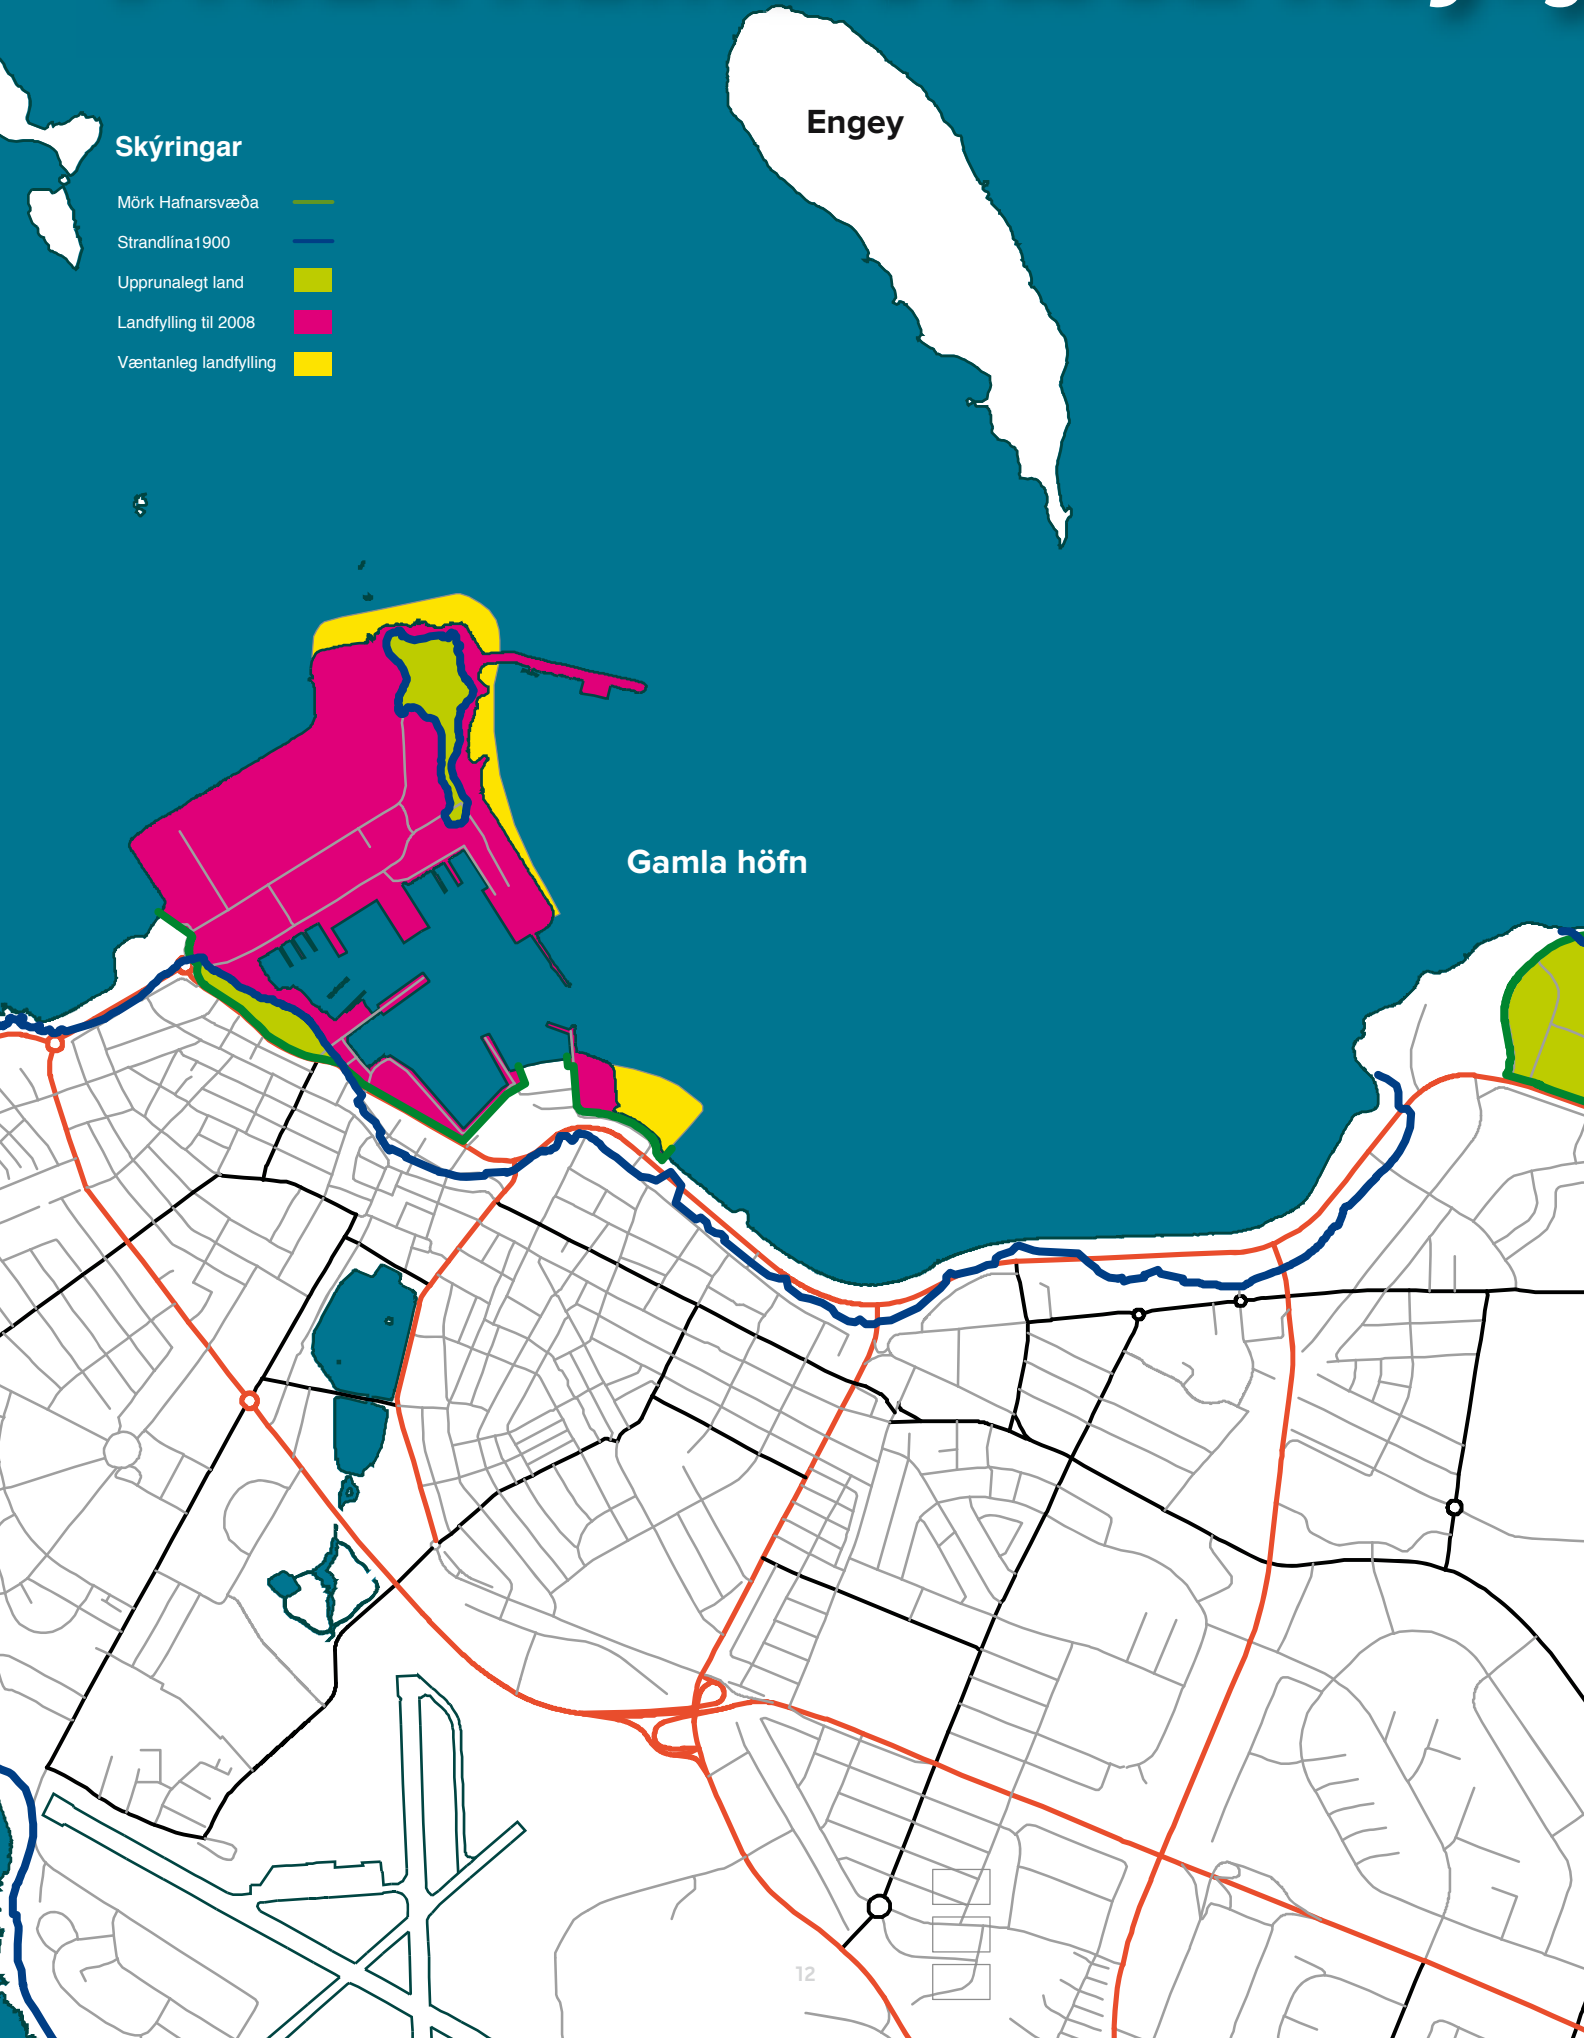 Engey
Skýringar
Mörk Hafnarsvæða
Strandlína1900
Upprunalegt land
Landfylling til 2008
Væntanleg landfylling
Gamla höfn
12